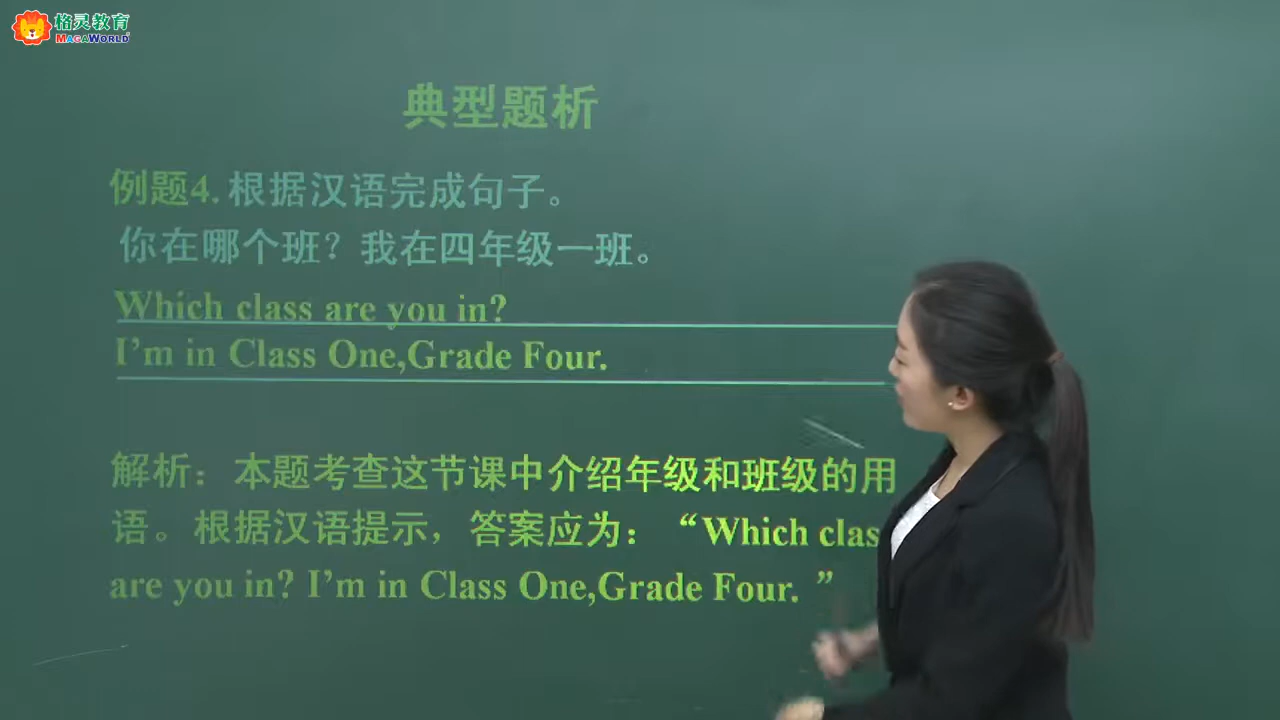 格灵教育
MAGAWORLD
典型题析
例题4.根据汉语完成句子。
你在哪个班？我在四年级一班。
Which class are you in?
I'm in Class One,Grade Four.
解析：本题考查这节课中介绍年级和班级的用
语。根据汉语提示，答案应为：“Which clas
are you in? I'm in Class One,Grade Four.”